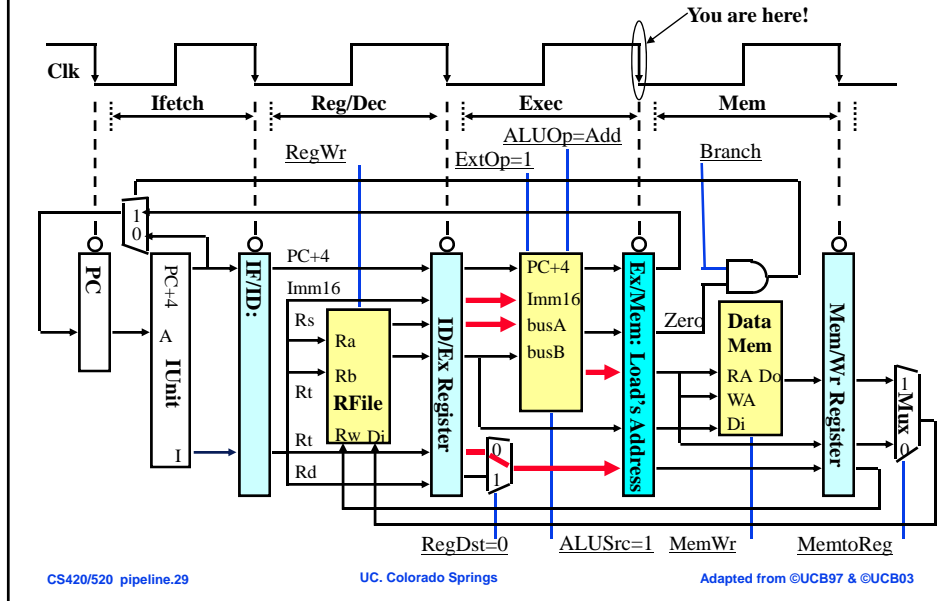 You are here!
Clk
Ifetch
Reg/Dec
Exec
Mem
ALUOp=Add
RegWr
ExtOp=1
Branch
1
0
PC
PC+4
A
IUnit
I
IF/ID:
PC+4
Imm16
Rs
Ra
Rb
Rt
RFile
Rt
Rw Di
Rd
ID/Ex Register
PC+4
Imm16
busA
busB
0
1
Ex/Mem: Load's Address
Zero
Data
Mem
RA Do
WA
Di
Mem/Wr Register
1
Mux
0
RegDst=0
ALUSrc=1
MemWr
MemtoReg
CS420/520 pipeline.29
UC. Colorado Springs
Adapted from ©UCB97 & ©UCB03